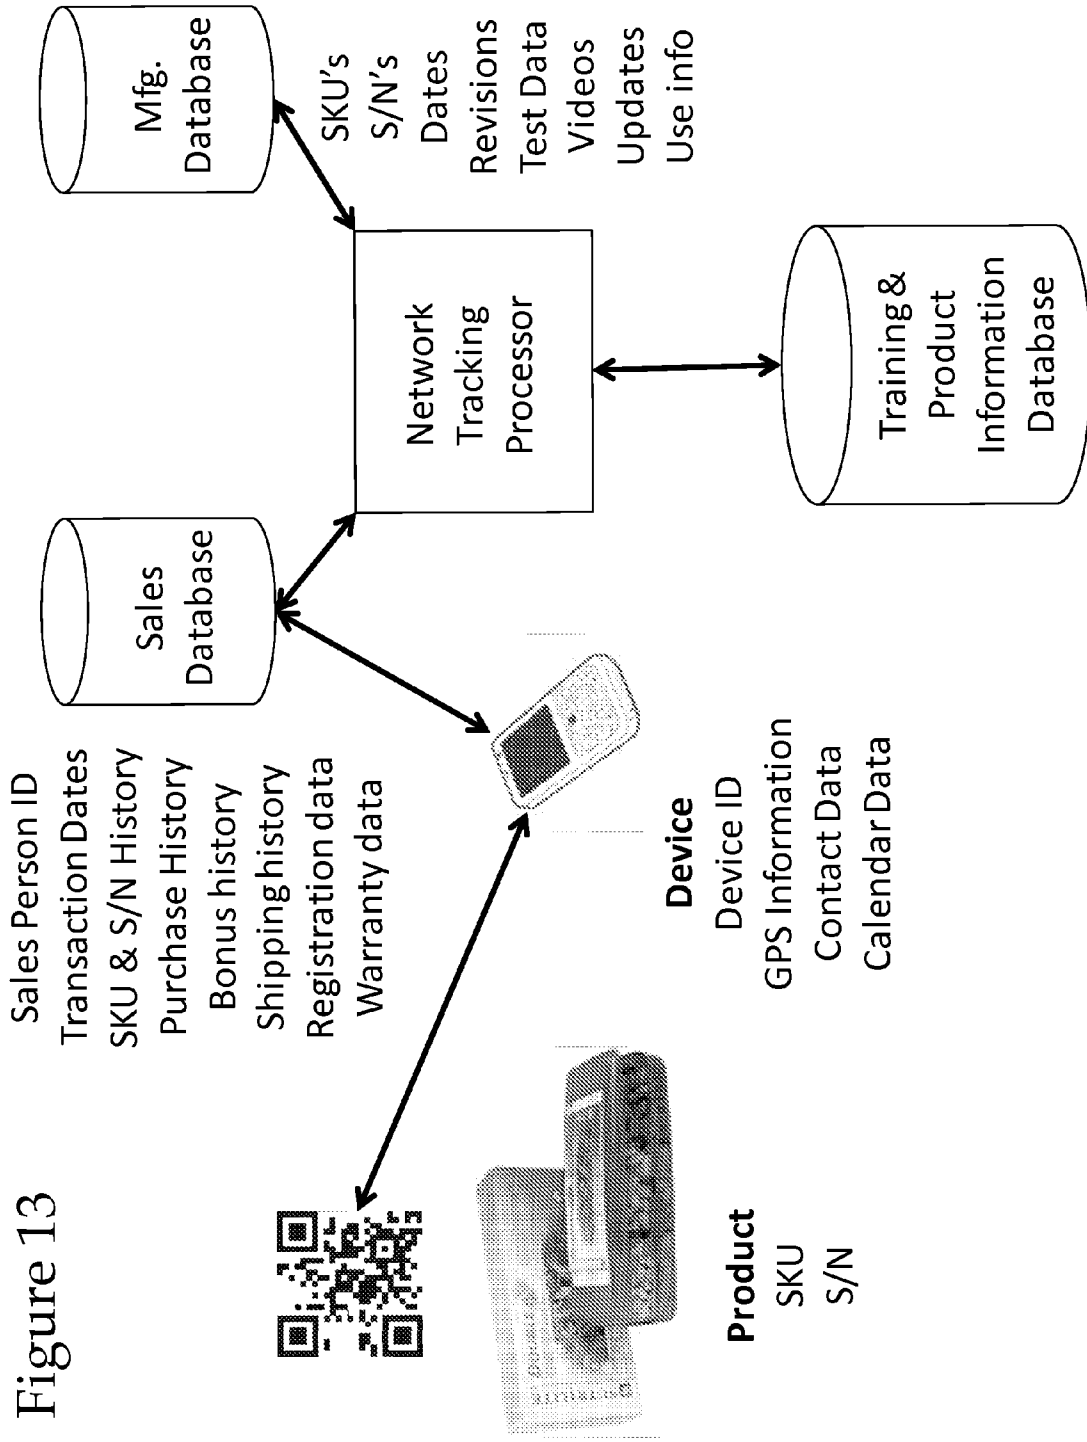 Figure 13
Sales Person ID
Transaction Dates
SKU & S/N History
Purchase History
Bonus history
Shipping history
Registration data
Warranty data
Sales
Database
Mfg.
Database
SKU's
S/N's
Dates
Revisions
Test Data
Videos
Updates
Use info
Network
Tracking
Processor
Training &
Product
Information
Database
Device
Device ID
GPS Information
Contact Data
Calendar Data
Product
SKU
S/N